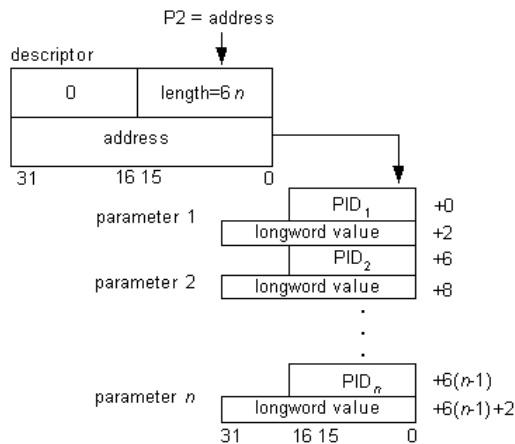 P2 = address
descriptor
0 length=6 n
address
31 16 15 0
PID1 +0
parameter 1
longword value +2
PID2 +6
parameter 2
longword value +8
PIDn +6(n-1)
parameter n
longword value +6(n-1)+2
31 16 15 0